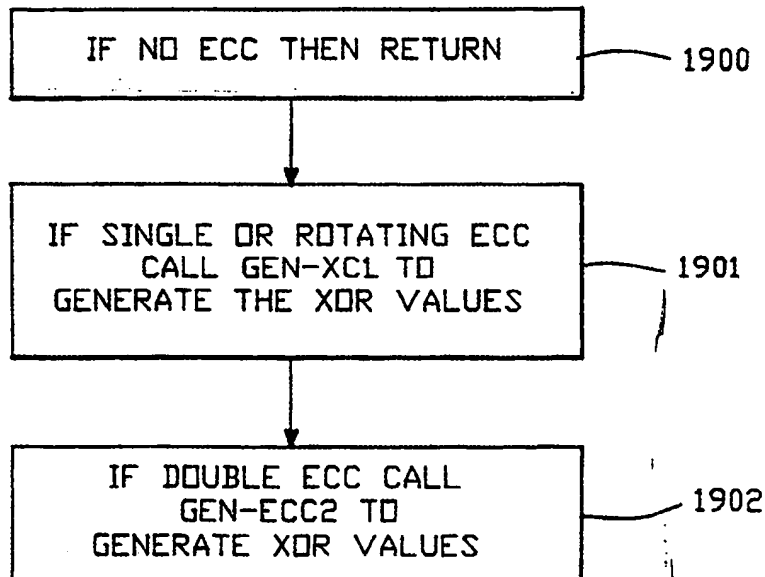 IF NO ECC THEN RETURN
1900
IF SINGLE OR ROTATING ECC
CALL GEN-XC1 TO
GENERATE THE XOR VALUES
1901
IF DOUBLE ECC CALL
GEN-ECC2 TO
GENERATE XOR VALUES
1902